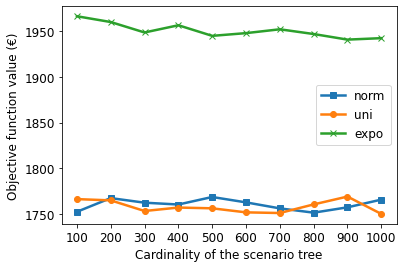 Objective function value (€)
1950
1900
1850
1800
1750
norm
uni
expo
100 200 300 400 500 600 700 800 900 1000
Cardinality of the scenario tree